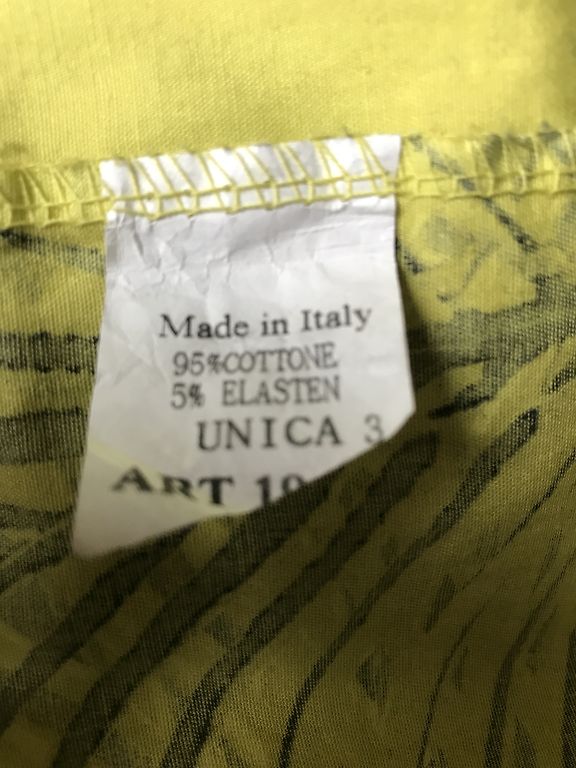 Made in Italy
95%COTTONE
5% ELASTEN
UNICA 3
ART